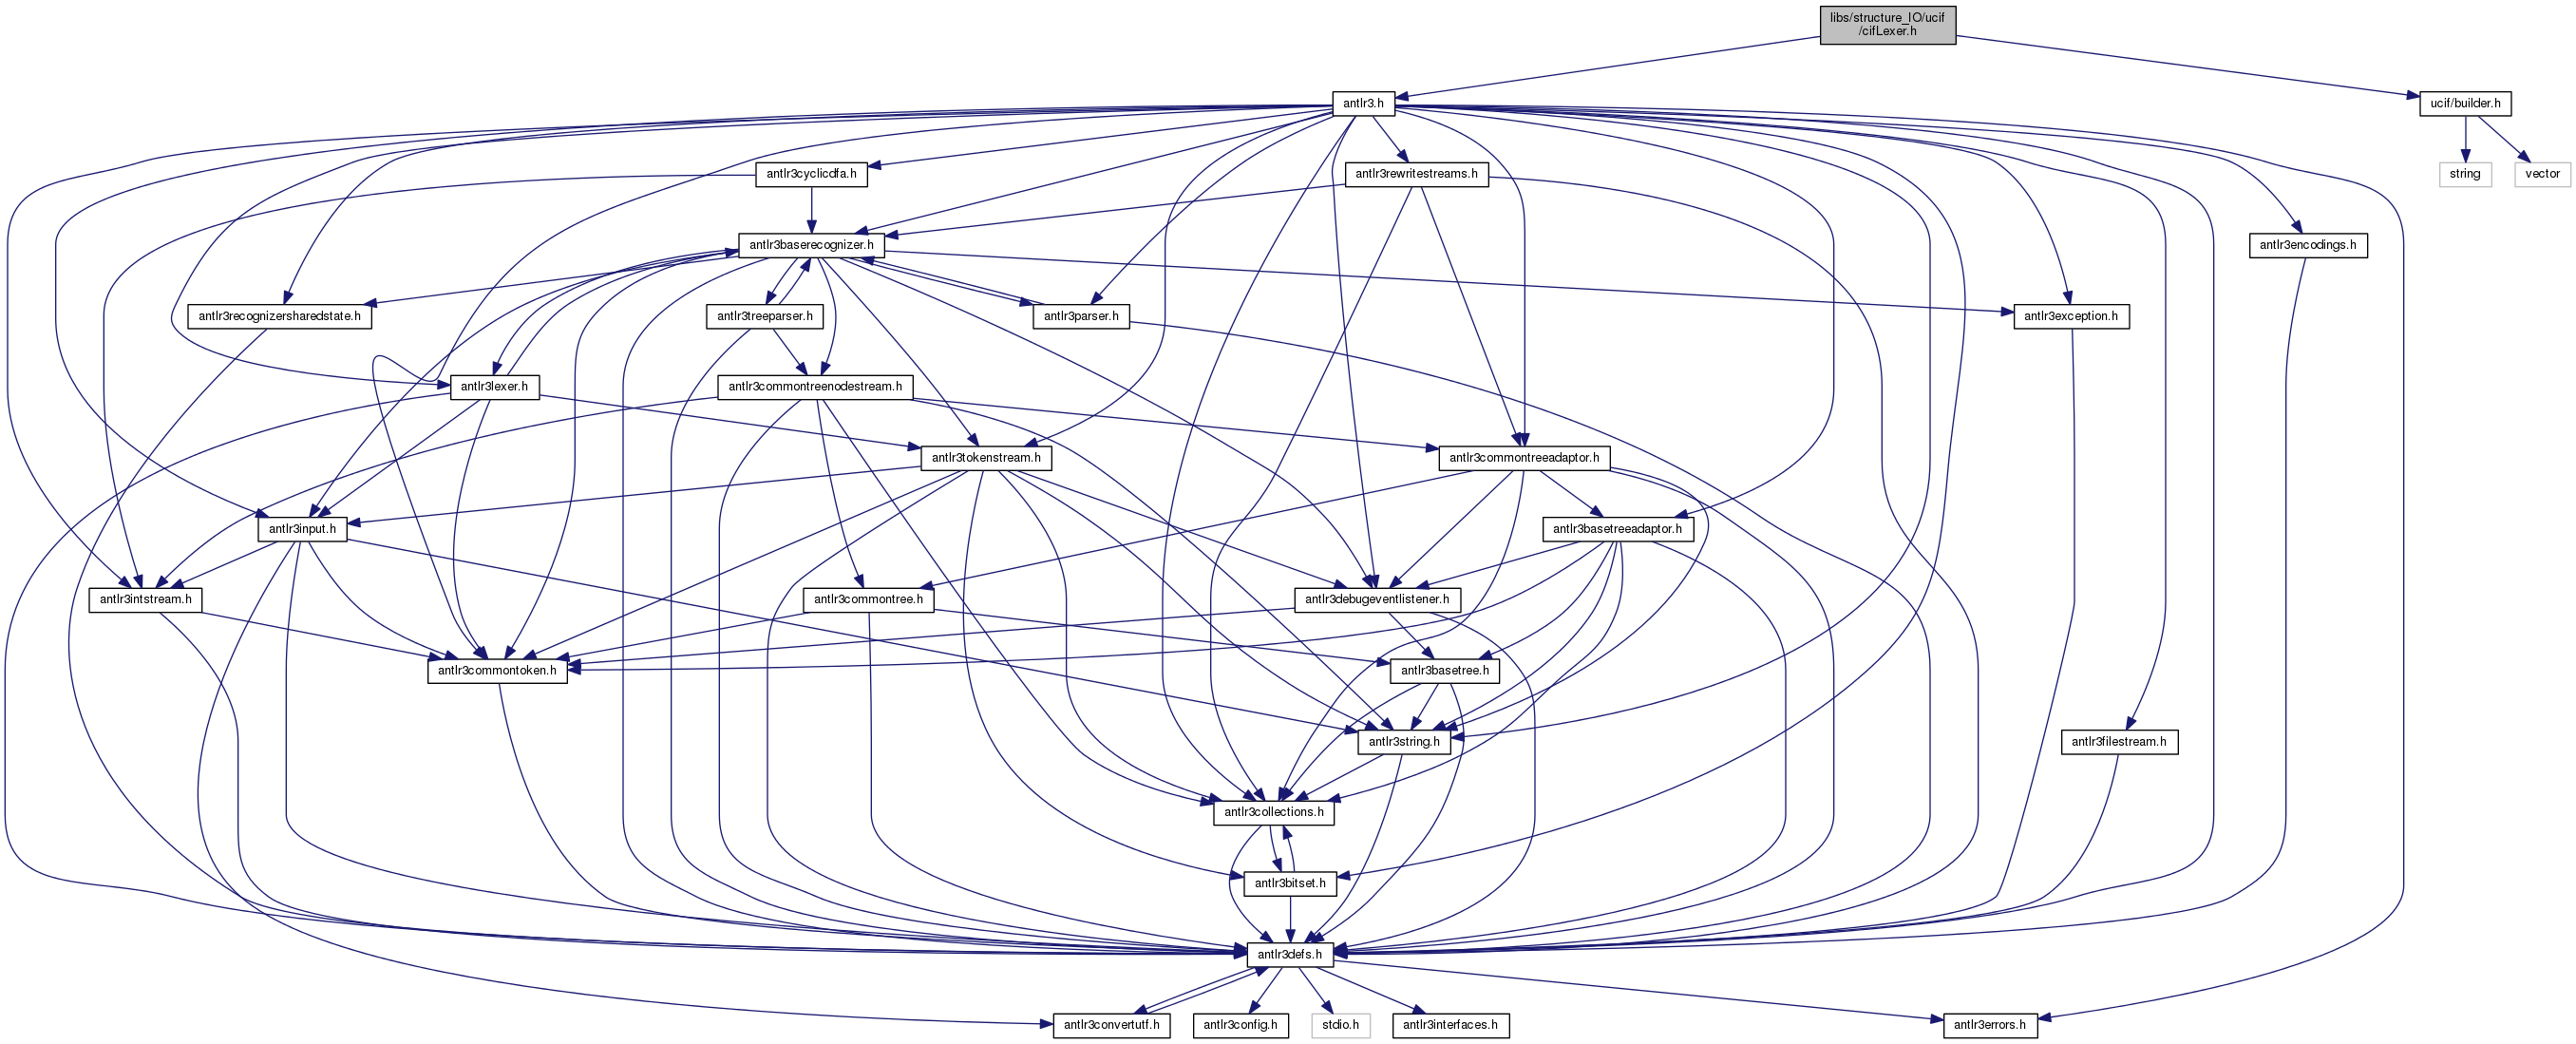 libs/structure_IO/ucif
/cifLexer.h
antlr3.h
ucif/builder.h
antlr3cyclicdfa.h
antlr3rewritestreams.h
string
vector
antlr3baserecognizer.h
antlr3encodings.h
antlr3recognizersharedstate.h
antlr3treeparser.h
antlr3parser.h
antlr3exception.h
antlr3lexer.h
antlr3commontreenodestream.h
antlr3tokenstream.h
antlr3commontreeadaptor.h
antlr3input.h
antlr3basetreeadaptor.h
antlr3intstream.h
antlr3commontree.h
antlr3debugeventlistener.h
antlr3commontoken.h
antlr3basetree.h
antlr3string.h
antlr3filestream.h
antlr3collections.h
antlr3bitset.h
antlr3defs.h
antlr3convertutf.h
antlr3config.h
stdio.h
antlr3interfaces.h
antlr3errors.h